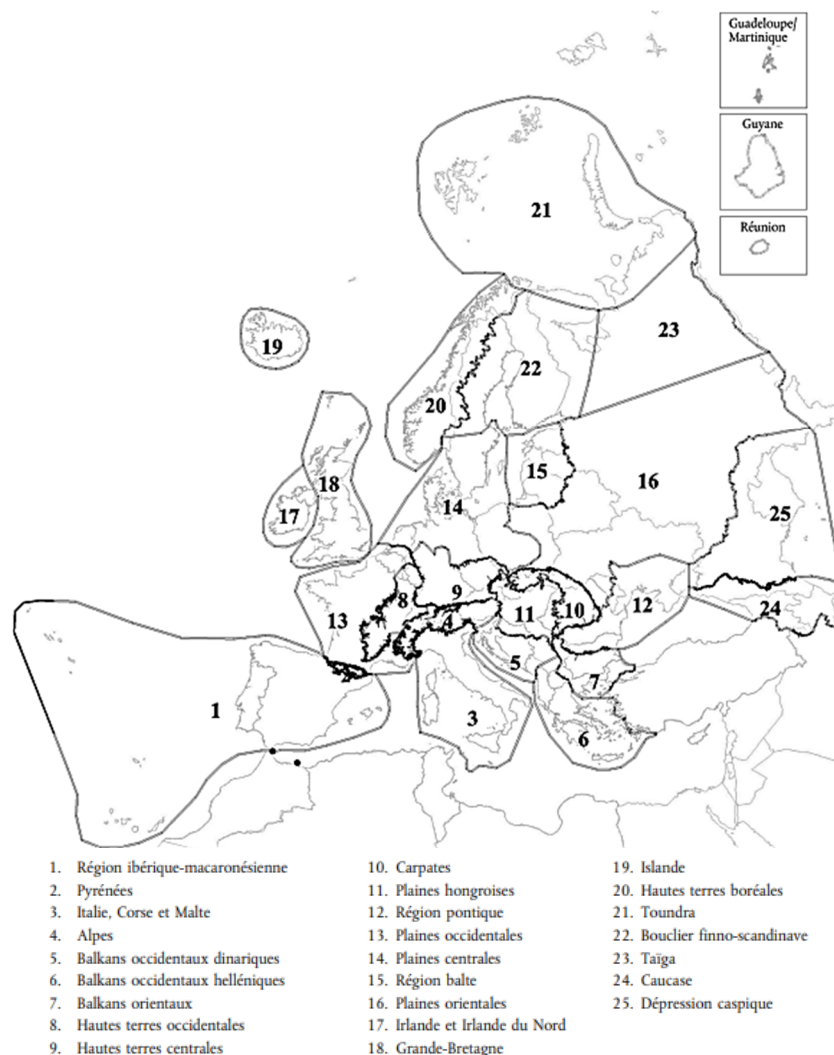 Guadeloupe/
Martinique
Guyane
Réunion
21
23
19
22
20
18
15
16
14
17
25
9
8
13
11
10
12
24
4
5
2
7
1
3
6
1. Région ibérique-macaronésienne
2. Pyrénées
3. Italie, Corse et Malte
4. Alpes
5. Balkans occidentaux dinariques
6. Balkans occidentaux helléniques
7. Balkans orientaux
8. Hautes terres occidentales
9. Hautes terres centrales
10. Carpates
11. Plaines hongroises
12. Région pontique
13. Plaines occidentales
14. Plaines centrales
15. Région balte
16. Plaines orientales
17. Irlande et Irlande du Nord
18. Grande-Bretagne
19. Islande
20. Hautes terres boréales
21. Toundra
22. Bouclier finno-scandinave
23. Taïga
24. Caucase
25. Dépression caspique